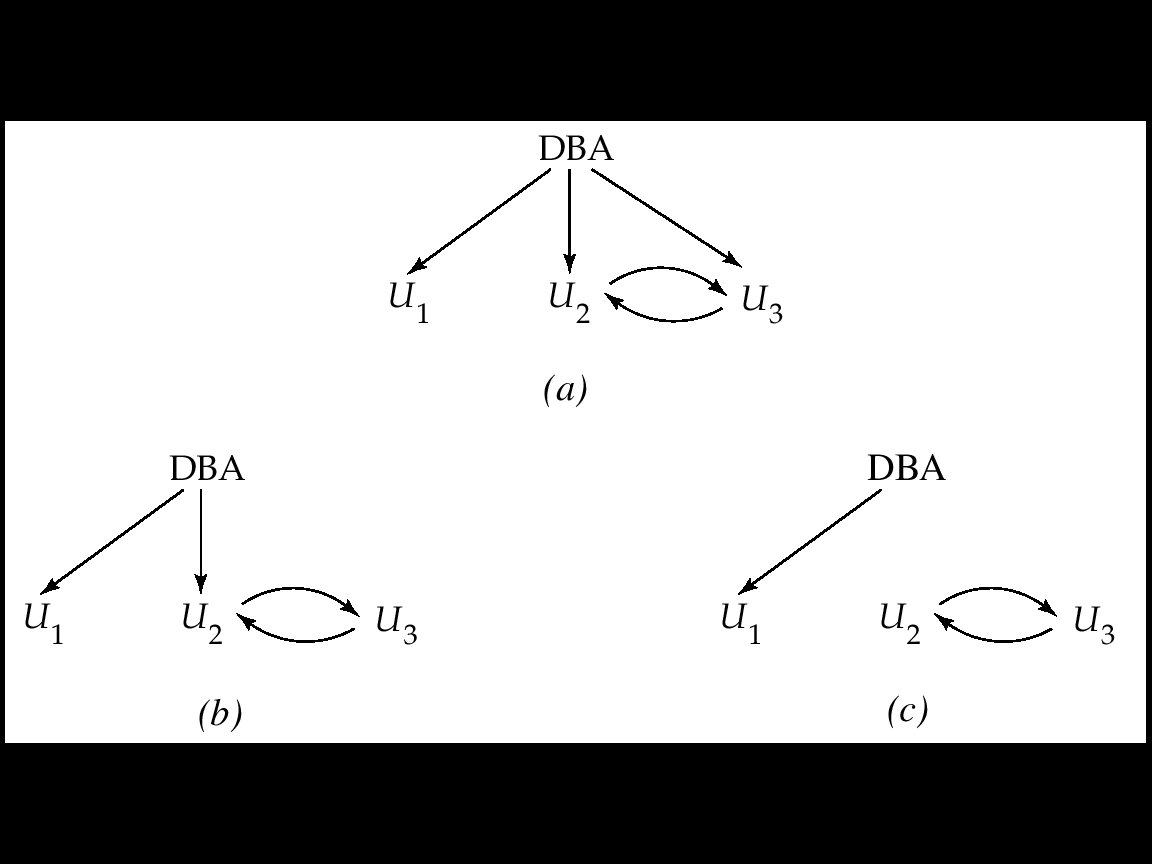 DBA
U1 U2 U3
(a)
DBA DBA
U1 U2 U3 U1 U2 U3
(b) (c)